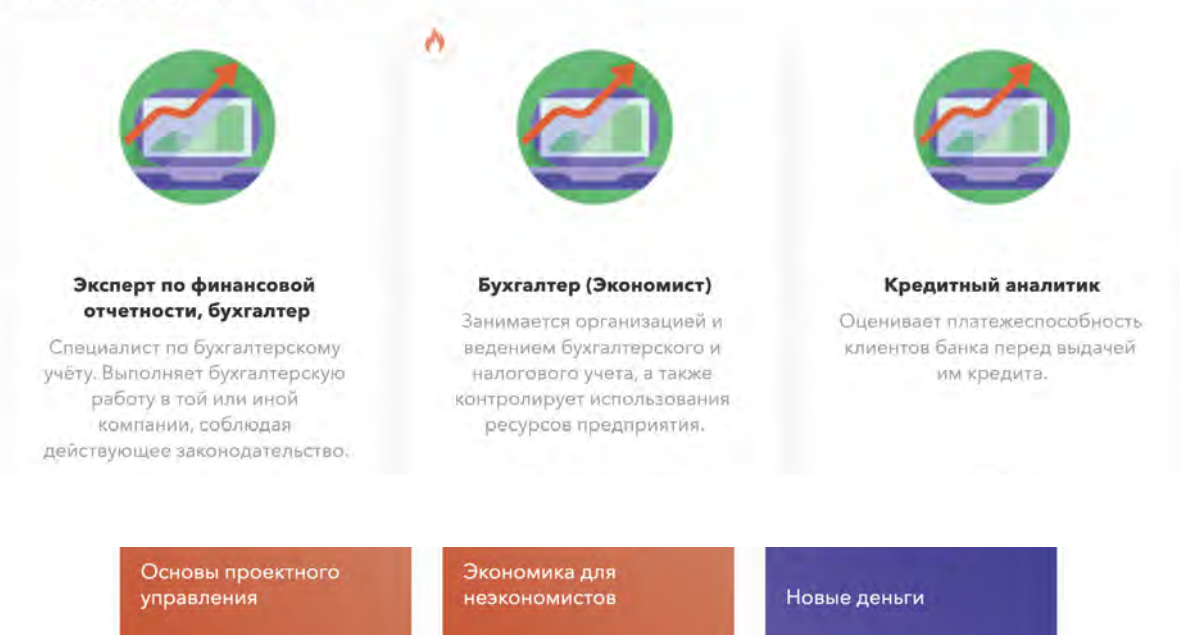 Эксперт по финансовой
отчетности, бухгалтер
Специалист по бухгалтерскому
учёту. Выполняет бухгалтерскую
работу в той или иной
компании, соблюдая
действующее законодательство.
Бухгалтер (Экономист)
Занимается организацией и
ведением бухгалтерского и
налогового учета, а также
контролирует использования
ресурсов предприятия.
Кредитный аналитик
Оценивает платежеспособность
клиентов банка перед выдачей
им кредита.
Основы проектного
управления
Экономика для
неэкономистов
Новые деньги